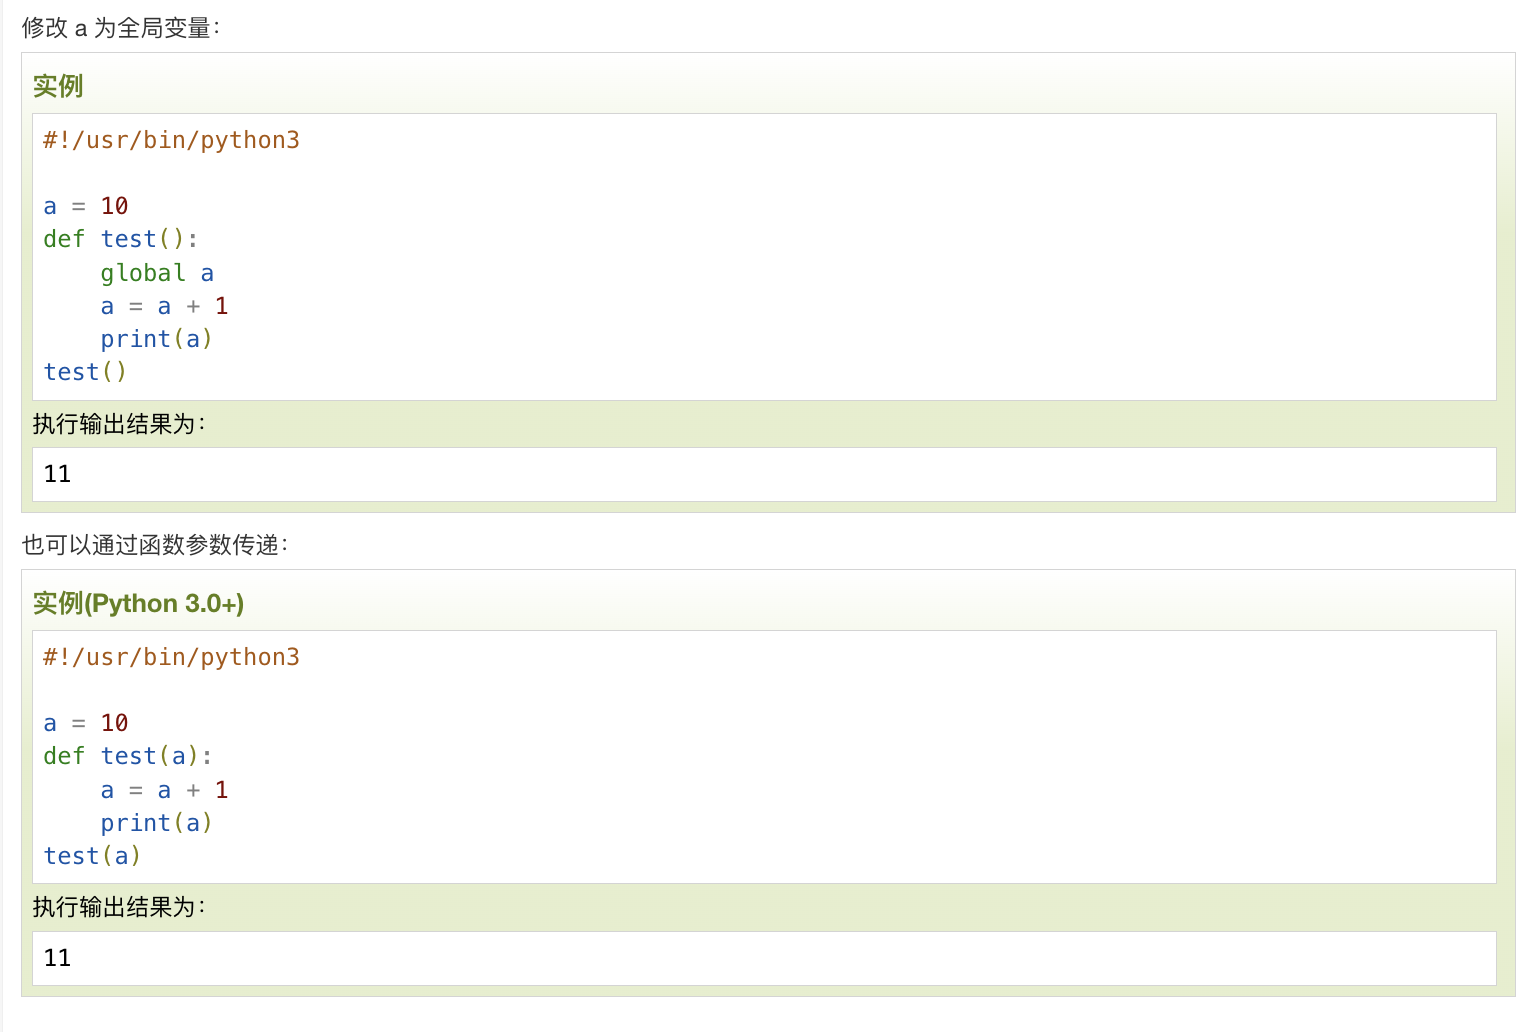 修改 a 为全局变量：
实例
#!/usr/bin/python3
a = 10
def test():
    global a
    a = a + 1
    print(a)
test()
执行输出结果为：
11
也可以通过函数参数传递：
实例(Python 3.0+)
#!/usr/bin/python3
a = 10
def test(a):
    a = a + 1
    print(a)
test(a)
执行输出结果为：
11